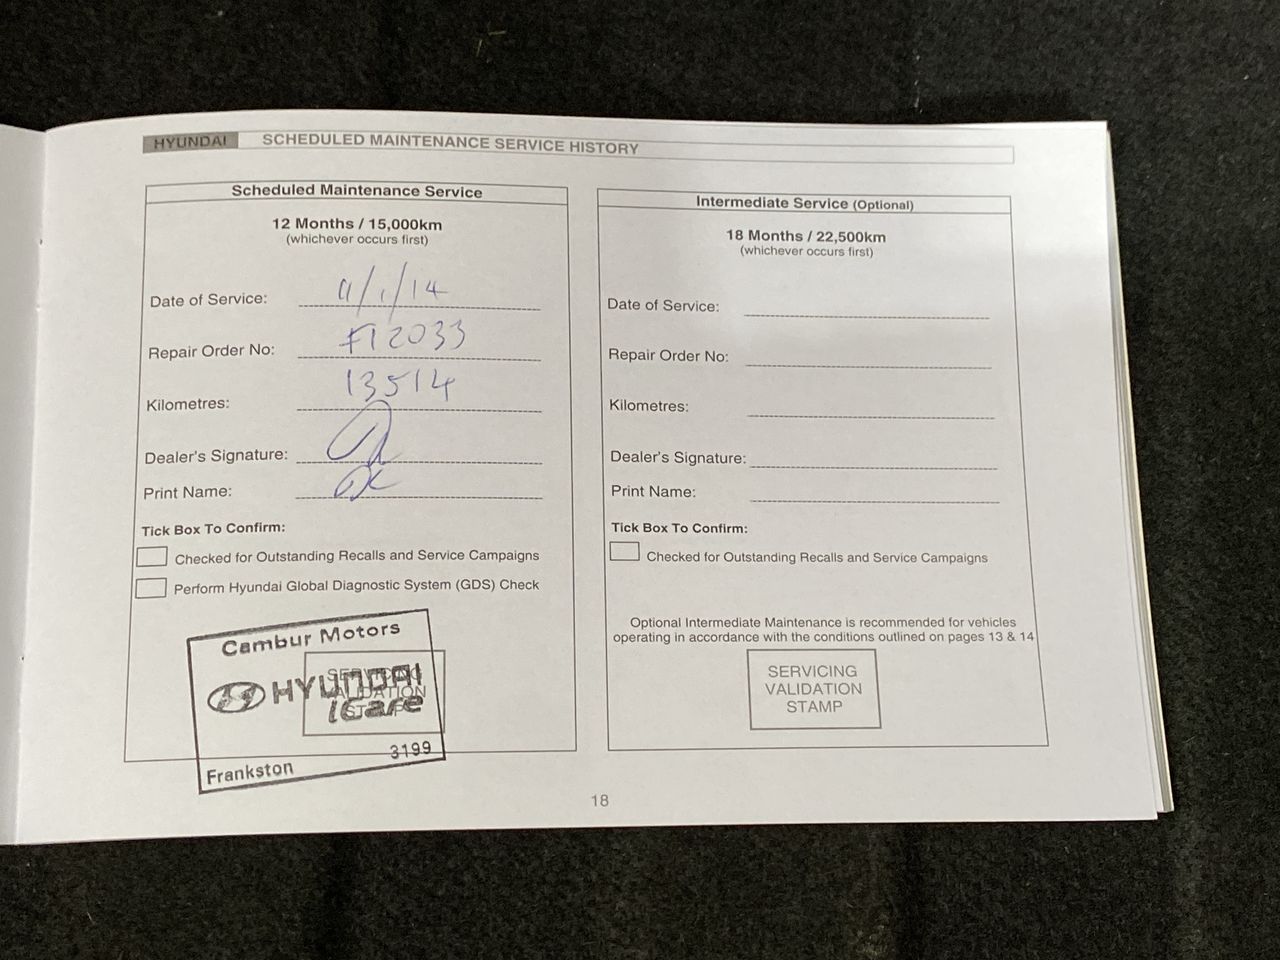 HYUNDAI SCHEDULED MAINTENANCE SERVICE HISTORY
Scheduled Maintenance Service
12 Months / 15,000km
(whichever occurs first)
Date of Service: 11/1/14
Repair Order No: F12033
Kilometres: 13514
Dealer's Signature:
Print Name:
Tick Box To Confirm:
Checked for Outstanding Recalls and Service Campaigns
Perform Hyundai Global Diagnostic System (GDS) Check
Cambur Motors
HYUNDAI
iCare
SERVICING
VALIDATION
STAMP
3199
Frankston
Intermediate Service (Optional)
18 Months / 22,500km
(whichever occurs first)
Date of Service:
Repair Order No:
Kilometres:
Dealer's Signature:
Print Name:
Tick Box To Confirm:
Checked for Outstanding Recalls and Service Campaigns
Optional Intermediate Maintenance is recommended for vehicles
operating in accordance with the conditions outlined on pages 13 & 14
SERVICING
VALIDATION
STAMP
18